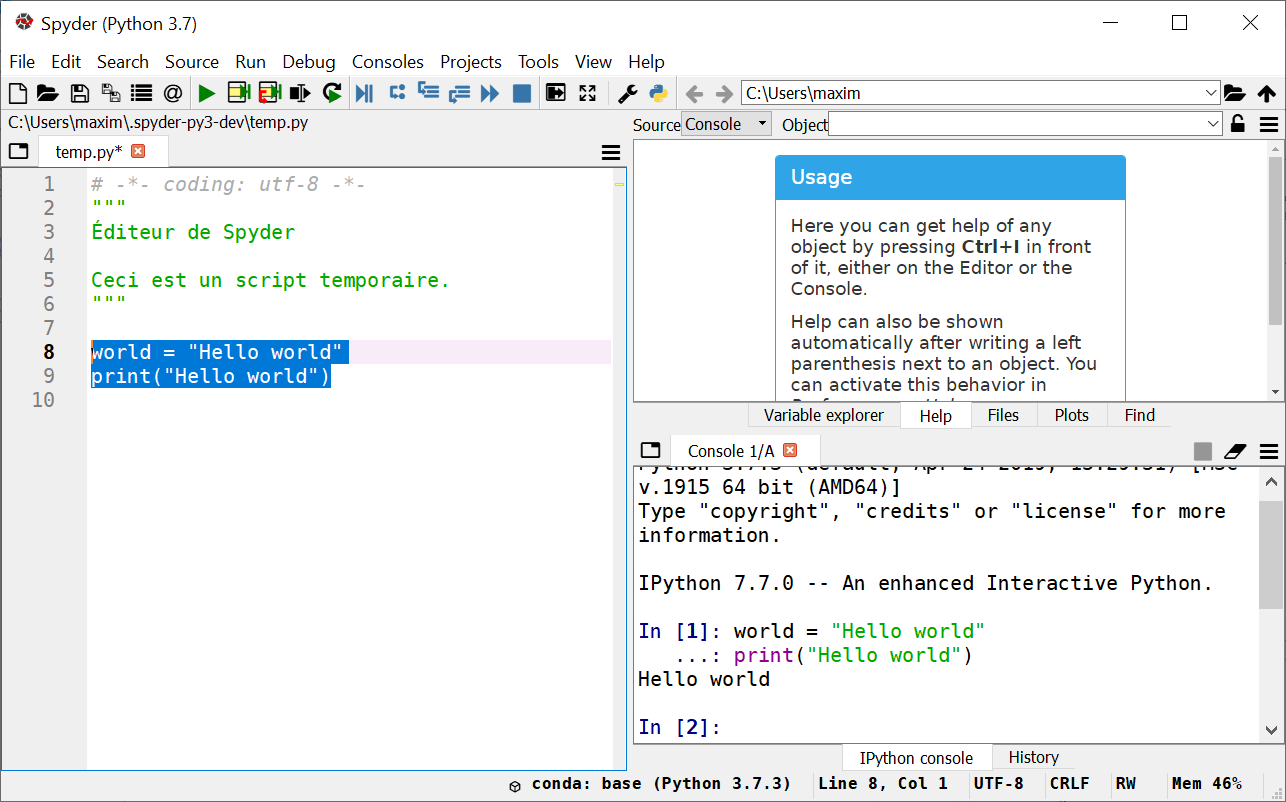 Spyder (Python 3.7)
File Edit Search Source Run Debug Consoles Projects Tools View Help
C:\Users\maxim
C:\Users\maxim\.spyder-py3-dev\temp.py
temp.py*
1 # -*- coding: utf-8 -*-
2 """
3 Éditeur de Spyder
4
5 Ceci est un script temporaire.
6 """
7
8 world = "Hello world"
9 print("Hello world")
10
Source Console Object
Usage
Here you can get help of any
object by pressing Ctrl+I in front
of it, either on the Editor or the
Console.
Help can also be shown
automatically after writing a left
parenthesis next to an object. You
can activate this behavior in
Variable explorer Help Files Plots Find
Console 1/A
v.1915 64 bit (AMD64)]
Type "copyright", "credits" or "license" for more
information.
IPython 7.7.0 -- An enhanced Interactive Python.
In [1]: world = "Hello world"
...: print("Hello world")
Hello world
In [2]:
IPython console History
conda: base (Python 3.7.3) Line 8, Col 1 UTF-8 CRLF RW Mem 46%